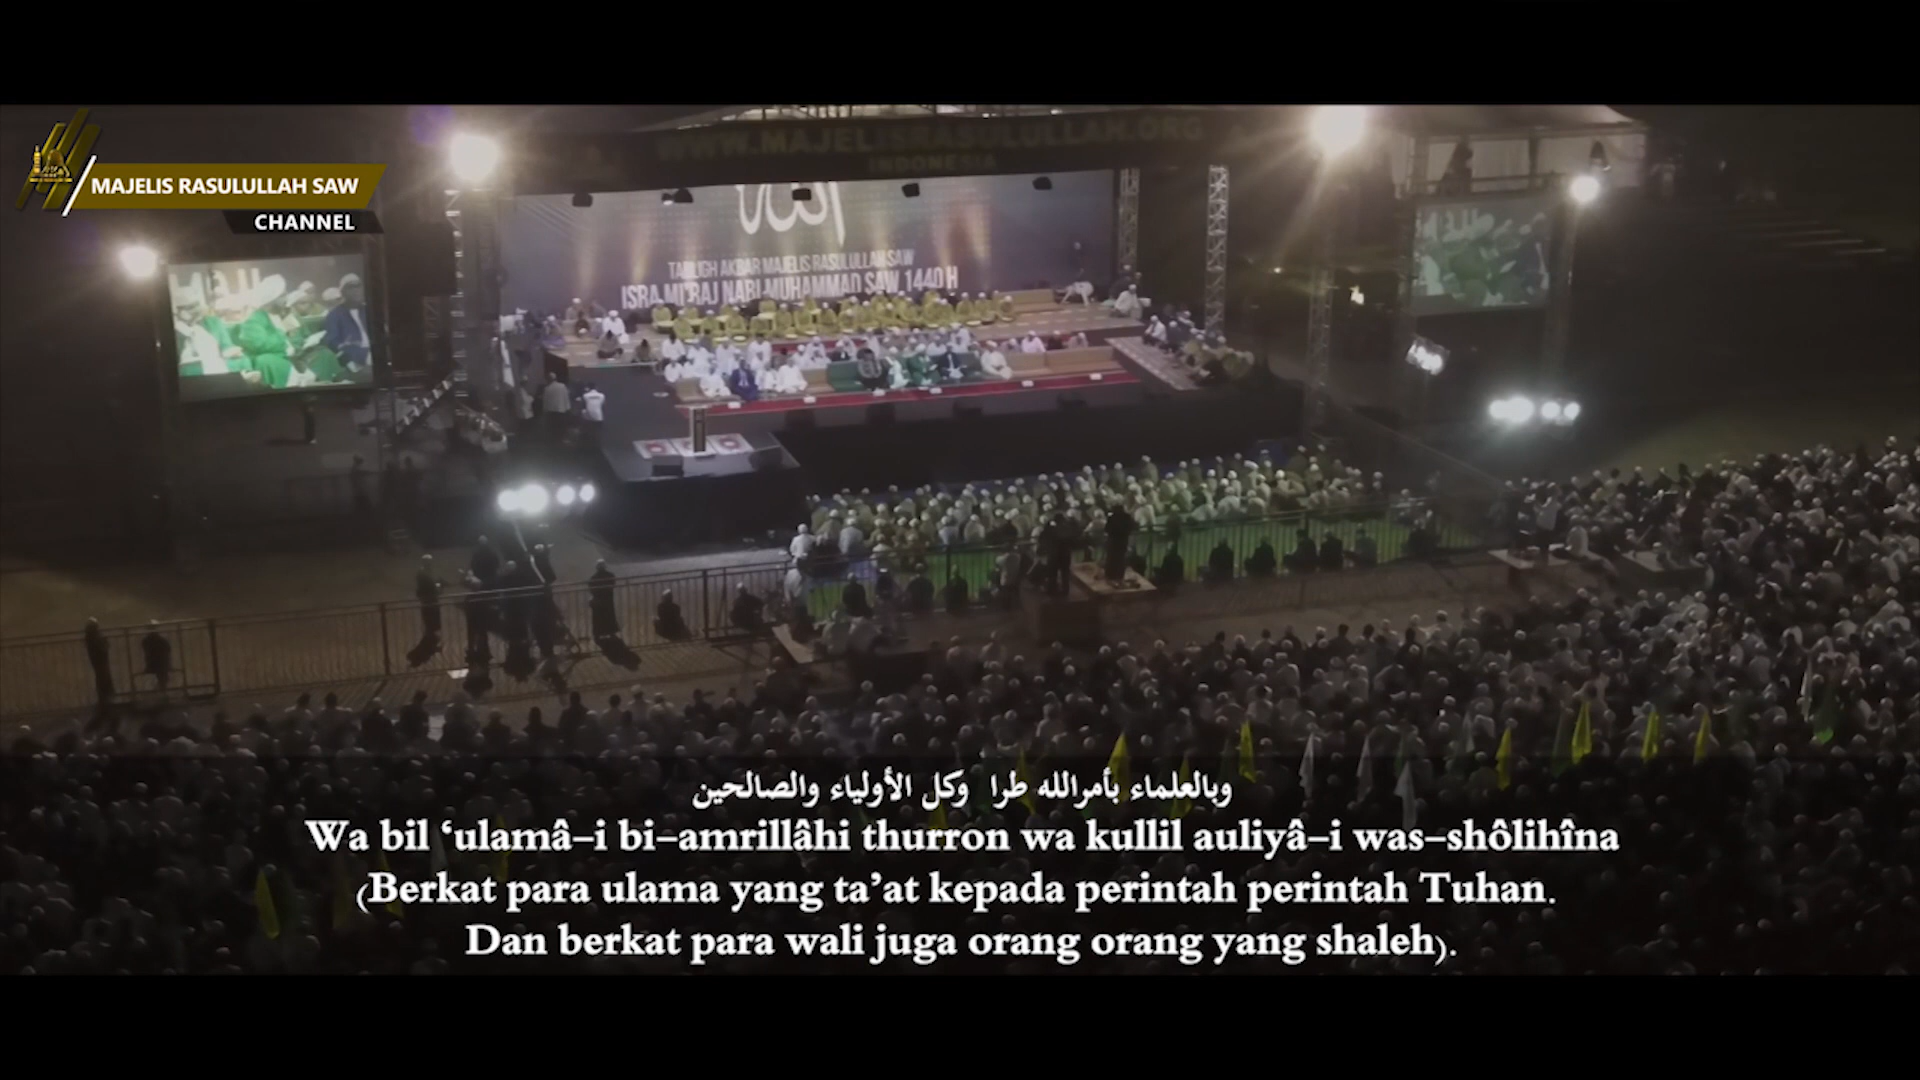 WWW.MAJELISRASULULLAH.ORG
INDONESIA
MAJELIS RASULULLAH SAW
CHANNEL
الله
TABLIGH AKBAR MAJELIS RASULULLAH SAW
ISRA MI'RAJ NABI MUHAMMAD SAW 1440 H
وبالعلماء بأمرالله طرا وكل الأولياء والصالحين
Wa bil ‘ulamâ–i bi–amrillâhi thurron wa kullil auliyâ–i was–shôlihîna
(Berkat para ulama yang ta’at kepada perintah perintah Tuhan.
Dan berkat para wali juga orang orang yang shaleh).